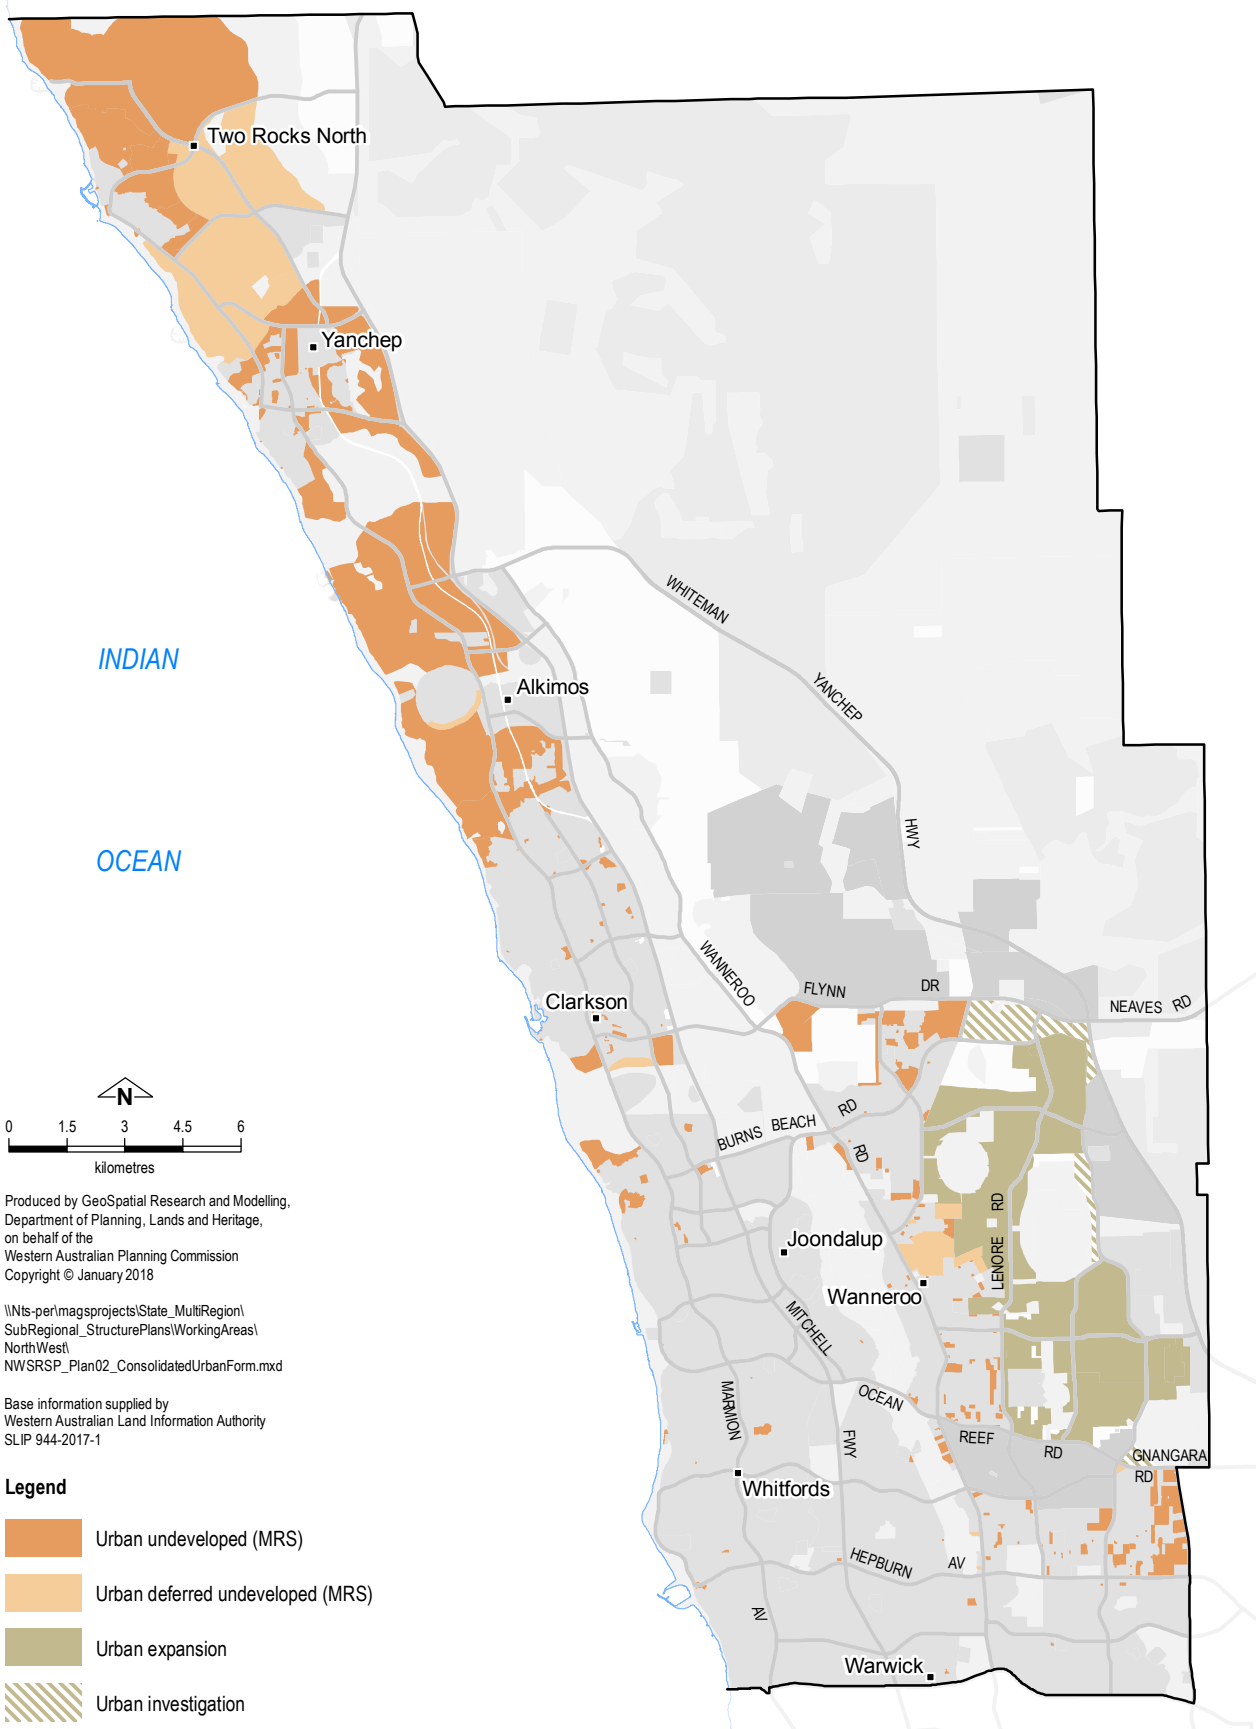 Two Rocks North
Yanchep
WHITEMAN
INDIAN
Alkimos
YANCHEP
HWY
OCEAN
WANNEROO
FLYNN
DR
NEAVES
RD
Clarkson
N
0
1.5
3
4.5
6
kilometres
BURNS
BEACH
RD
RD
Produced by GeoSpatial Research and Modelling,
Department of Planning, Lands and Heritage,
on behalf of the
Western Australian Planning Commission
Copyright © January 2018
RD
LENORE
Joondalup
Wanneroo
\\Nts-per\magsprojects\State_MultiRegion\
SubRegional_StructurePlans\WorkingAreas\
NorthWest\
NWSRSP_Plan02_ConsolidatedUrbanForm.mxd
MITCHELL
Base information supplied by
Western Australian Land Information Authority
SLIP 944-2017-1
MARMION
OCEAN
REEF
RD
FWY
GNANGARA
RD
Legend
Whitfords
Urban undeveloped (MRS)
HEPBURN
AV
Urban deferred undeveloped (MRS)
AV
Urban expansion
Warwick
Urban investigation